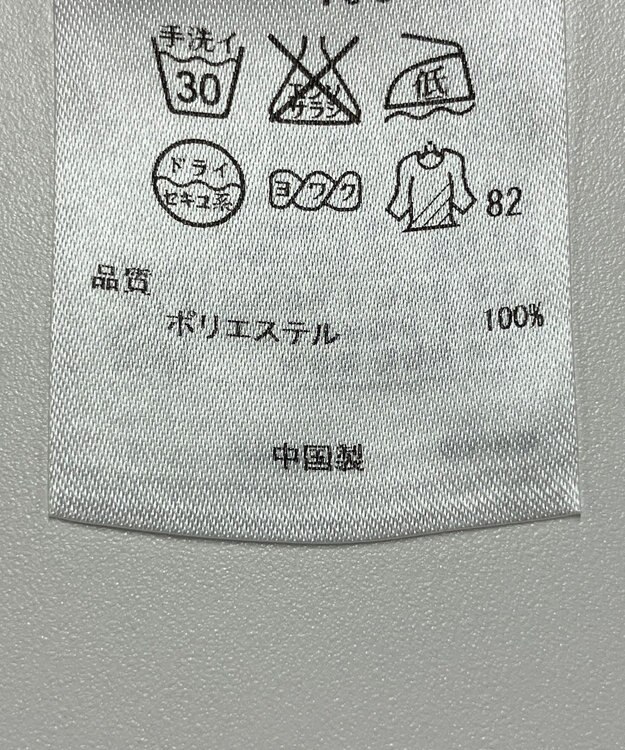 手洗イ
30
エンソ
サラシ
低
ドライ
セキユ系
ヨワク
82
品質
ポリエステル 100%
中国製